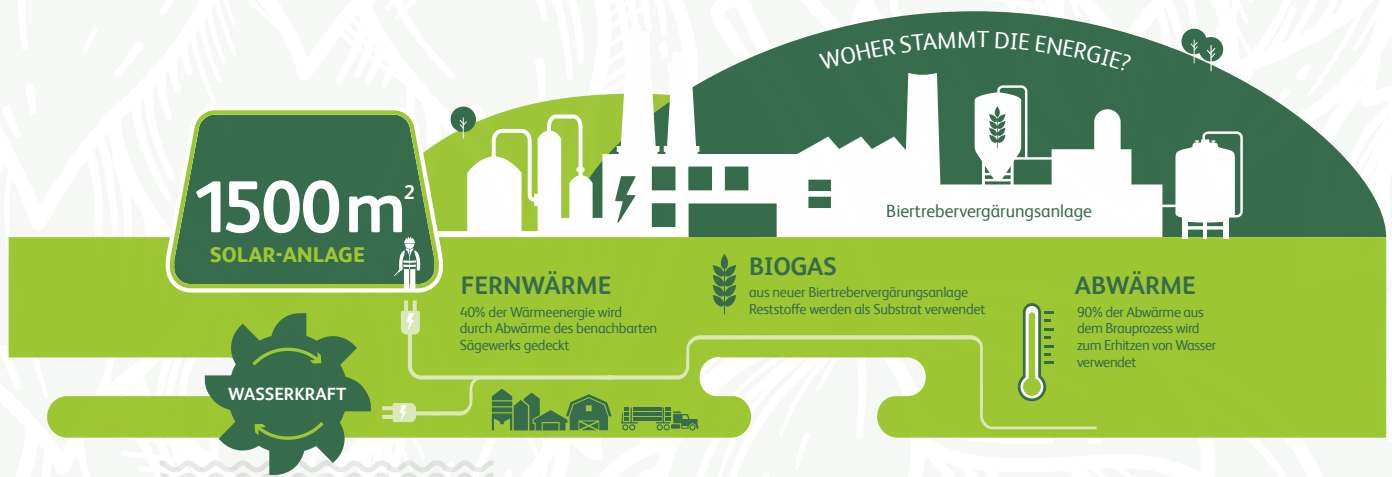 WOHER STAMMT DIE ENERGIE?
1500 m²
SOLAR-ANLAGE
Biertrebervergärungsanlage
FERNWÄRME
40% der Wärmeenergie wird
durch Abwärme des benachbarten
Sägewerks gedeckt
BIOGAS
aus neuer Biertrebervergärungsanlage
Reststoffe werden als Substrat verwendet
ABWÄRME
90% der Abwärme aus
dem Brauprozess wird
zum Erhitzen von Wasser
verwendet
WASSERKRAFT